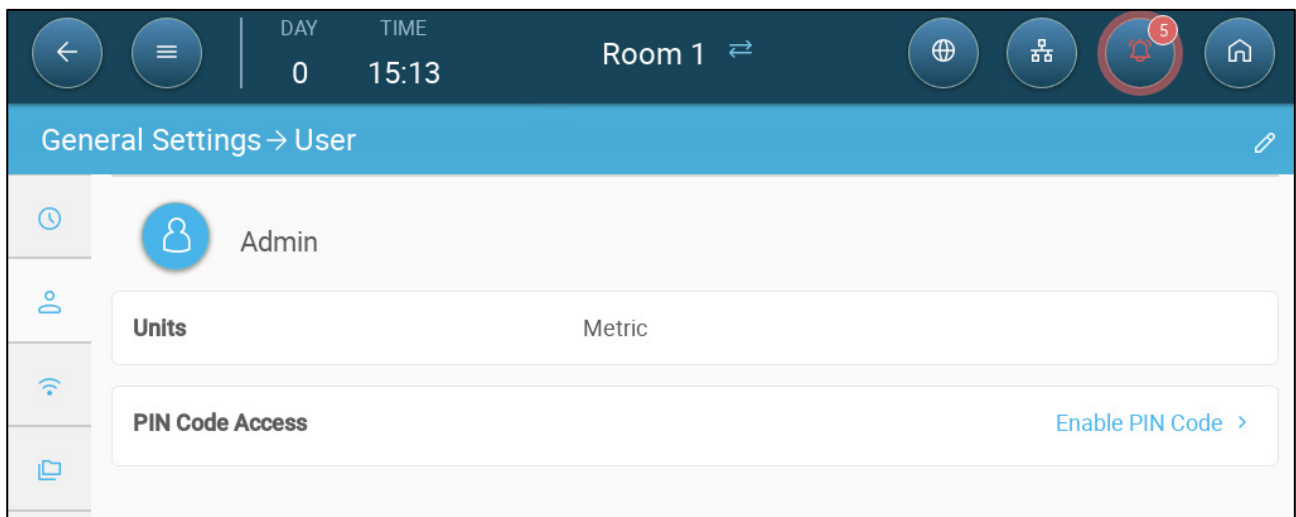 DAY TIME
0 15:13
Room 1
5
General Settings → User
Admin
Units Metric
PIN Code Access Enable PIN Code >